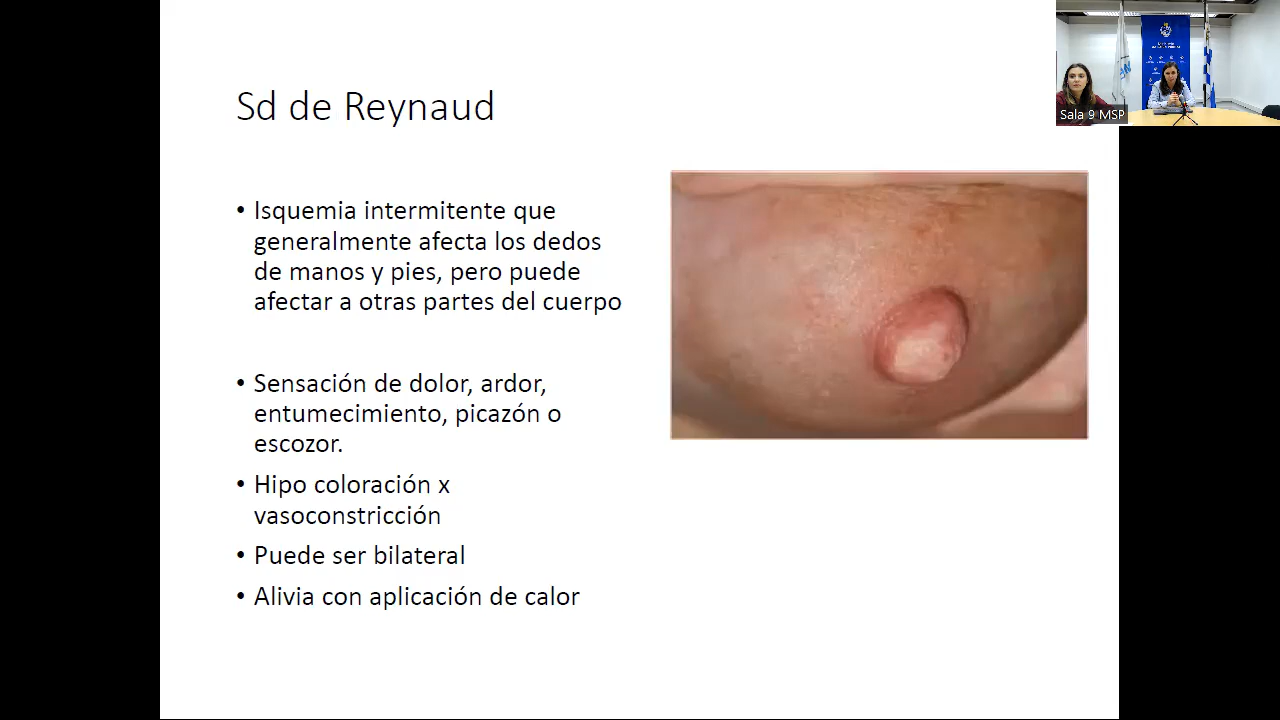 Sd de Reynaud
• Isquemia intermitente que
generalmente afecta los dedos
de manos y pies, pero puede
afectar a otras partes del cuerpo
• Sensación de dolor, ardor,
entumecimiento, picazón o
escozor.
• Hipo coloración x
vasoconstricción
• Puede ser bilateral
• Alivia con aplicación de calor
Sala 9 MSP